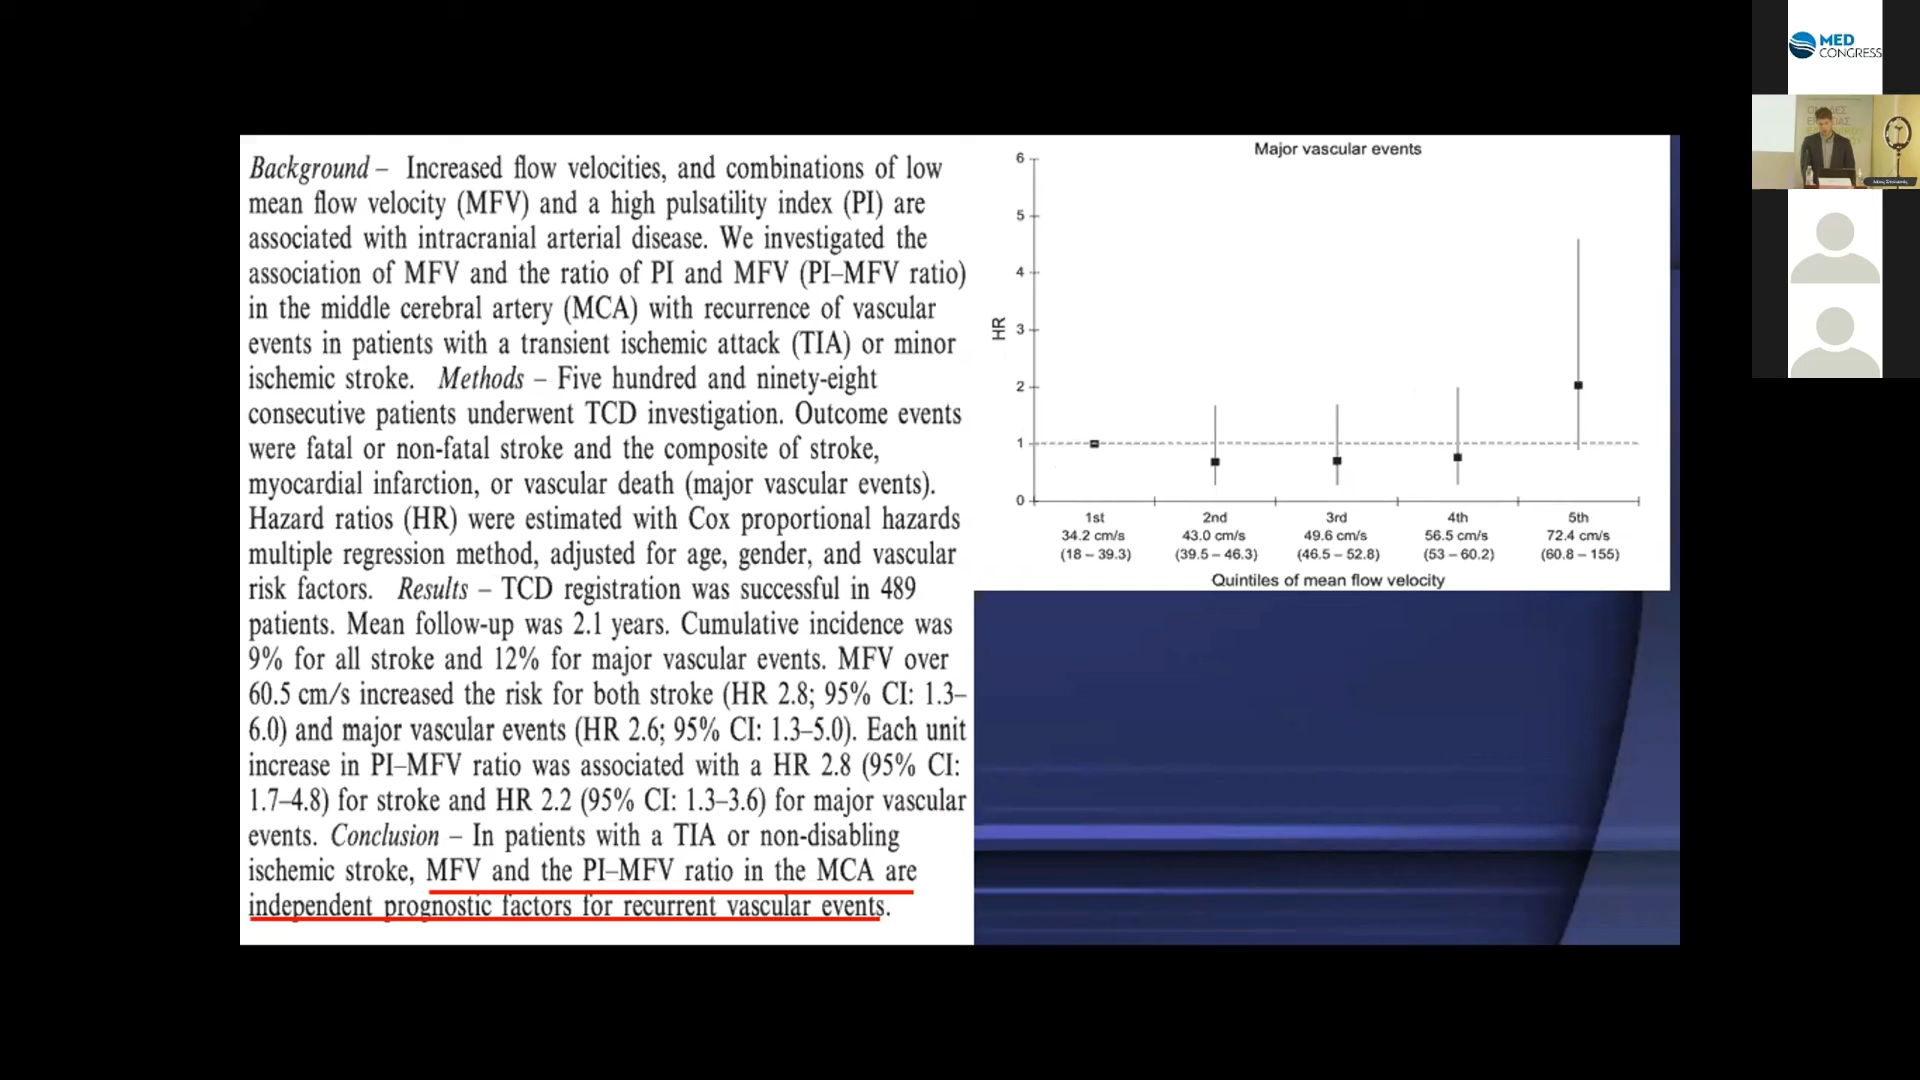 Background – Increased flow velocities, and combinations of low
mean flow velocity (MFV) and a high pulsatility index (PI) are
associated with intracranial arterial disease. We investigated the
association of MFV and the ratio of PI and MFV (PI–MFV ratio)
in the middle cerebral artery (MCA) with recurrence of vascular
events in patients with a transient ischemic attack (TIA) or minor
ischemic stroke. Methods – Five hundred and ninety-eight
consecutive patients underwent TCD investigation. Outcome events
were fatal or non-fatal stroke and the composite of stroke,
myocardial infarction, or vascular death (major vascular events).
Hazard ratios (HR) were estimated with Cox proportional hazards
multiple regression method, adjusted for age, gender, and vascular
risk factors. Results – TCD registration was successful in 489
patients. Mean follow-up was 2.1 years. Cumulative incidence was
9% for all stroke and 12% for major vascular events. MFV over
60.5 cm/s increased the risk for both stroke (HR 2.8; 95% CI: 1.3–
6.0) and major vascular events (HR 2.6; 95% CI: 1.3–5.0). Each unit
increase in PI–MFV ratio was associated with a HR 2.8 (95% CI:
1.7–4.8) for stroke and HR 2.2 (95% CI: 1.3–3.6) for major vascular
events. Conclusion – In patients with a TIA or non-disabling
ischemic stroke, MFV and the PI–MFV ratio in the MCA are
independent prognostic factors for recurrent vascular events.
Major vascular events
6
5
4
HR
3
2
1
0
1st 2nd 3rd 4th 5th
34.2 cm/s 43.0 cm/s 49.6 cm/s 56.5 cm/s 72.4 cm/s
(18 – 39.3) (39.5 – 46.3) (46.5 – 52.8) (53 – 60.2) (60.8 – 155)
Quintiles of mean flow velocity
MED
CONGRESS